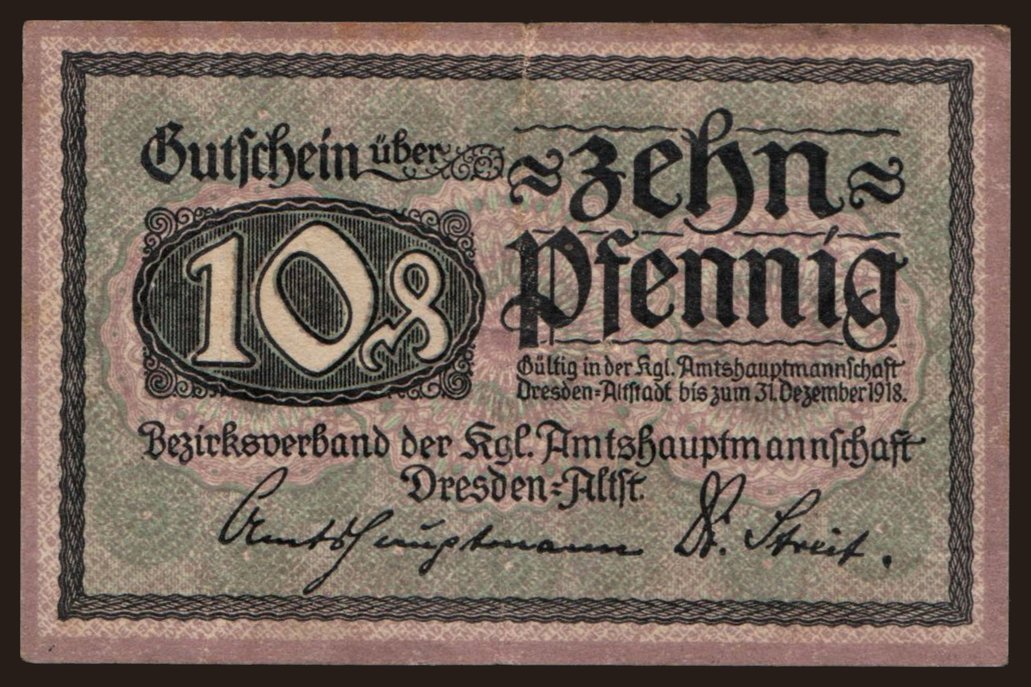 Gutschein über
zehn
Pfennig
10 ₰
Gültig in der Kgl. Amtshauptmannschaft
Dresden=Altstadt bis zum 31. Dezember 1918.
Bezirksverband der Kgl. Amtshauptmannschaft
Dresden=Altst.
Amtshauptmann Dr. Streit.